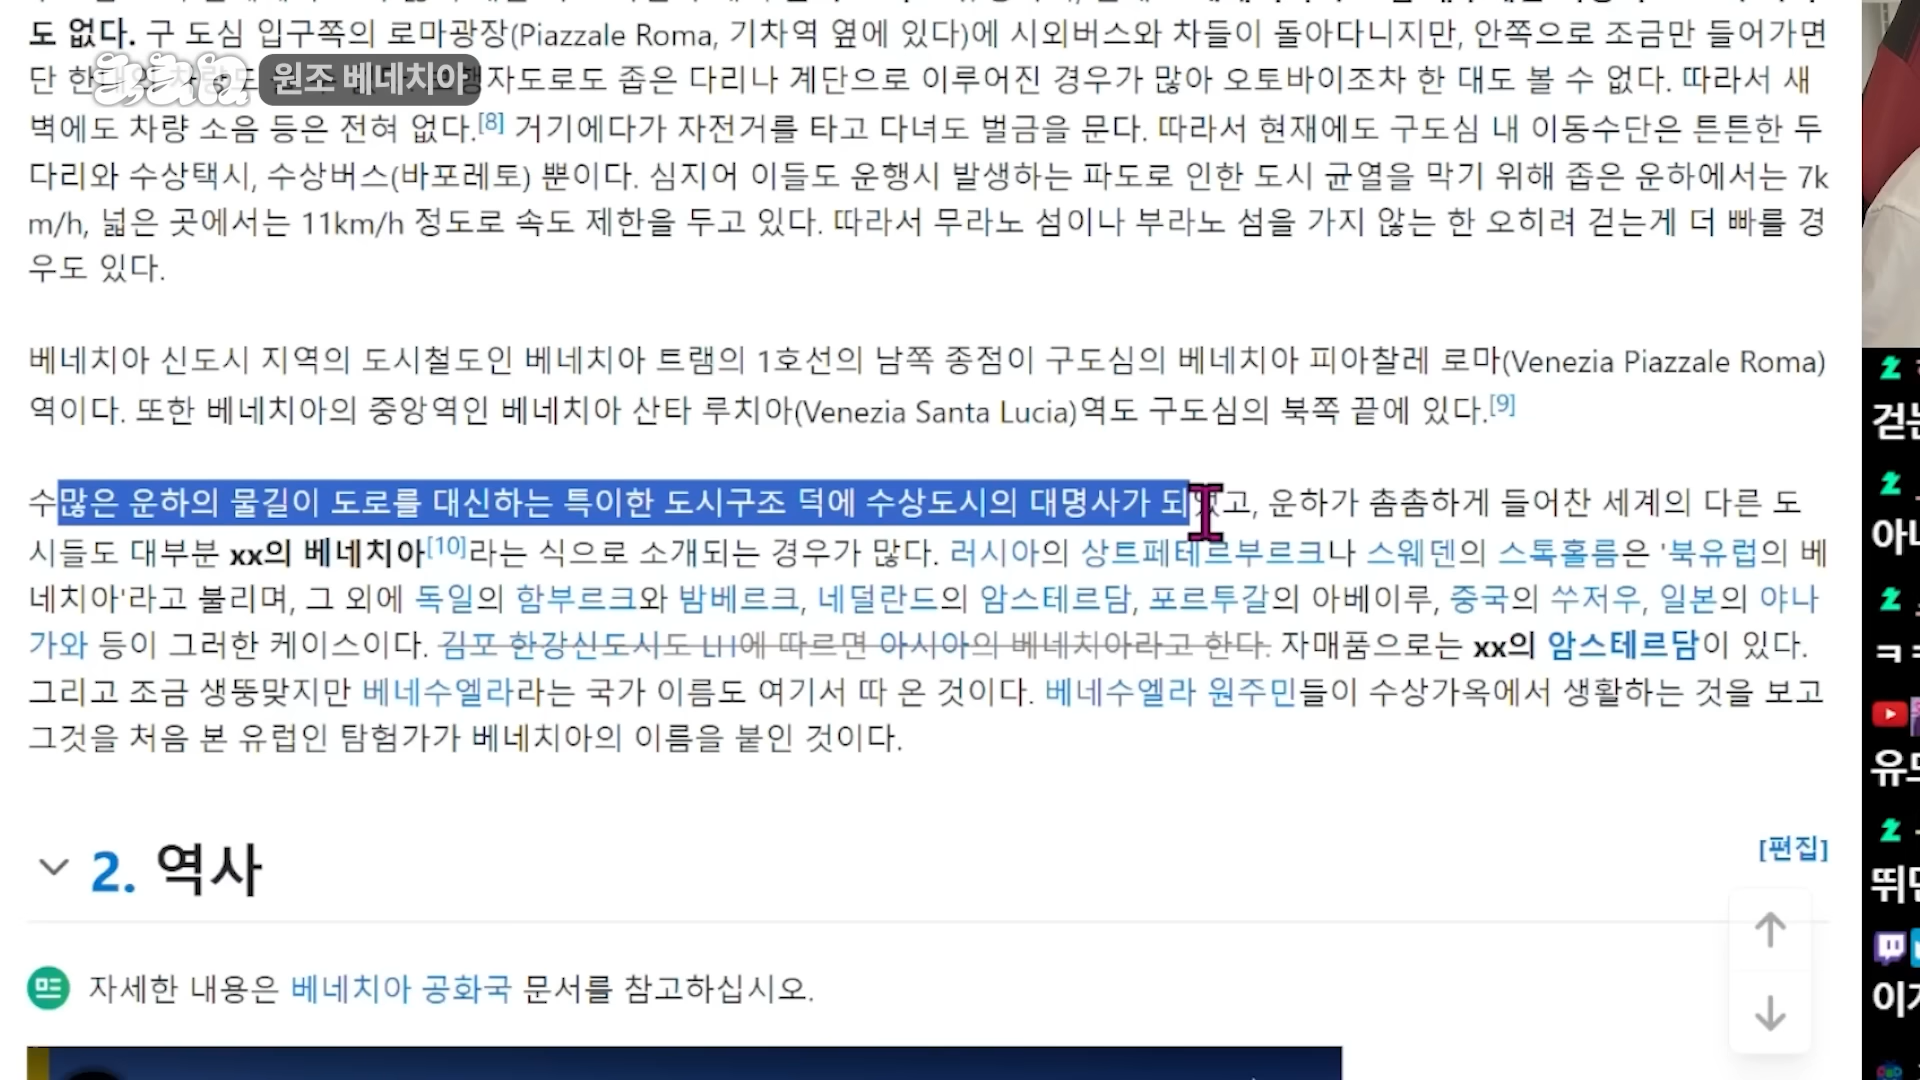 도 없다. 구 도심 입구쪽의 로마광장(Piazzale Roma, 기차역 옆에 있다)에 시외버스와 차들이 돌아다니지만, 안쪽으로 조금만 들어가면
원조 베네치아
단 자도로도 좁은 다리나 계단으로 이루어진 경우가 많아 오토바이조차 한 대도 볼 수 없다. 따라서 새
벽에도 차량 소음 등은 전혀 없다.[8] 거기에다가 자전거를 타고 다녀도 벌금을 문다. 따라서 현재에도 구도심 내 이동수단은 튼튼한 두
다리와 수상택시, 수상버스(바포레토) 뿐이다. 심지어 이들도 운행시 발생하는 파도로 인한 도시 균열을 막기 위해 좁은 운하에서는 7k
m/h, 넓은 곳에서는 11km/h 정도로 속도 제한을 두고 있다. 따라서 무라노 섬이나 부라노 섬을 가지 않는 한 오히려 걷는게 더 빠를 경
우도 있다.
베네치아 신도시 지역의 도시철도인 베네치아 트램의 1호선의 남쪽 종점이 구도심의 베네치아 피아찰레 로마(Venezia Piazzale Roma)
역이다. 또한 베네치아의 중앙역인 베네치아 산타 루치아(Venezia Santa Lucia)역도 구도심의 북쪽 끝에 있다.[9]
수많은 운하의 물길이 도로를 대신하는 특이한 도시구조 덕에 수상도시의 대명사가 되었고, 운하가 촘촘하게 들어찬 세계의 다른 도
시들도 대부분 xx의 베네치아[10]라는 식으로 소개되는 경우가 많다. 러시아의 상트페테르부르크나 스웨덴의 스톡홀름은 '북유럽의 베
네치아'라고 불리며, 그 외에 독일의 함부르크와 밤베르크, 네덜란드의 암스테르담, 포르투갈의 아베이루, 중국의 쑤저우, 일본의 야나
가와 등이 그러한 케이스이다. 김포 한강신도시도 LH에 따르면 아시아의 베네치아라고 한다. 자매품으로는 xx의 암스테르담이 있다.
그리고 조금 생뚱맞지만 베네수엘라라는 국가 이름도 여기서 따 온 것이다. 베네수엘라 원주민들이 수상가옥에서 생활하는 것을 보고
그것을 처음 본 유럽인 탐험가가 베네치아의 이름을 붙인 것이다.
2. 역사
[편집]
자세한 내용은 베네치아 공화국 문서를 참고하십시오.
아
ㅋ
유
이